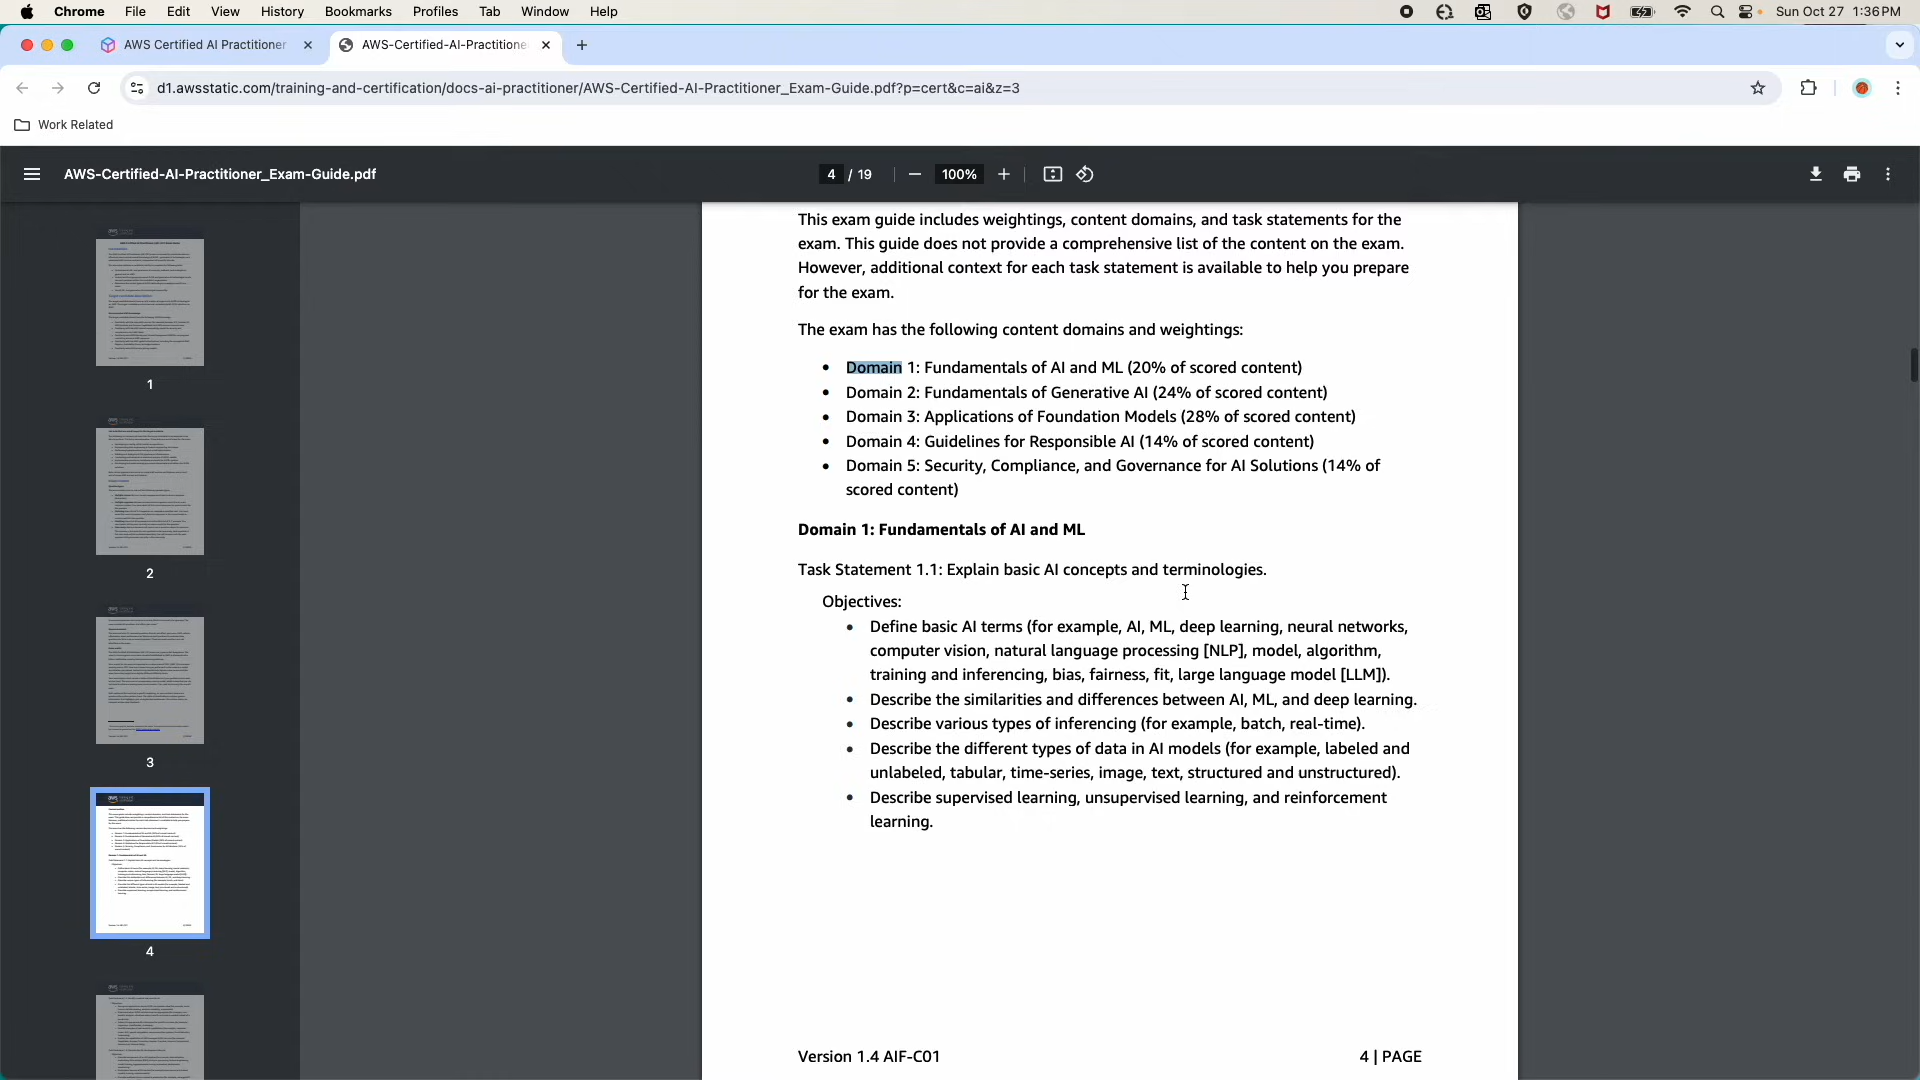 Chrome File Edit View History Bookmarks Profiles Tab Window Help Sun Oct 27 1:36 PM
AWS Certified AI Practitioner AWS-Certified-AI-Practitione
d1.awsstatic.com/training-and-certification/docs-ai-practitioner/AWS-Certified-AI-Practitioner_Exam-Guide.pdf?p=cert&c=ai&z=3
Work Related
AWS-Certified-AI-Practitioner_Exam-Guide.pdf 4 / 19 100%
1
2
3
4
This exam guide includes weightings, content domains, and task statements for the
exam. This guide does not provide a comprehensive list of the content on the exam.
However, additional context for each task statement is available to help you prepare
for the exam.
The exam has the following content domains and weightings:
• Domain 1: Fundamentals of AI and ML (20% of scored content)
• Domain 2: Fundamentals of Generative AI (24% of scored content)
• Domain 3: Applications of Foundation Models (28% of scored content)
• Domain 4: Guidelines for Responsible AI (14% of scored content)
• Domain 5: Security, Compliance, and Governance for AI Solutions (14% of
scored content)
Domain 1: Fundamentals of AI and ML
Task Statement 1.1: Explain basic AI concepts and terminologies.
Objectives:
• Define basic AI terms (for example, AI, ML, deep learning, neural networks,
computer vision, natural language processing [NLP], model, algorithm,
training and inferencing, bias, fairness, fit, large language model [LLM]).
• Describe the similarities and differences between AI, ML, and deep learning.
• Describe various types of inferencing (for example, batch, real-time).
• Describe the different types of data in AI models (for example, labeled and
unlabeled, tabular, time-series, image, text, structured and unstructured).
• Describe supervised learning, unsupervised learning, and reinforcement
learning.
Version 1.4 AIF-C01 4 | PAGE